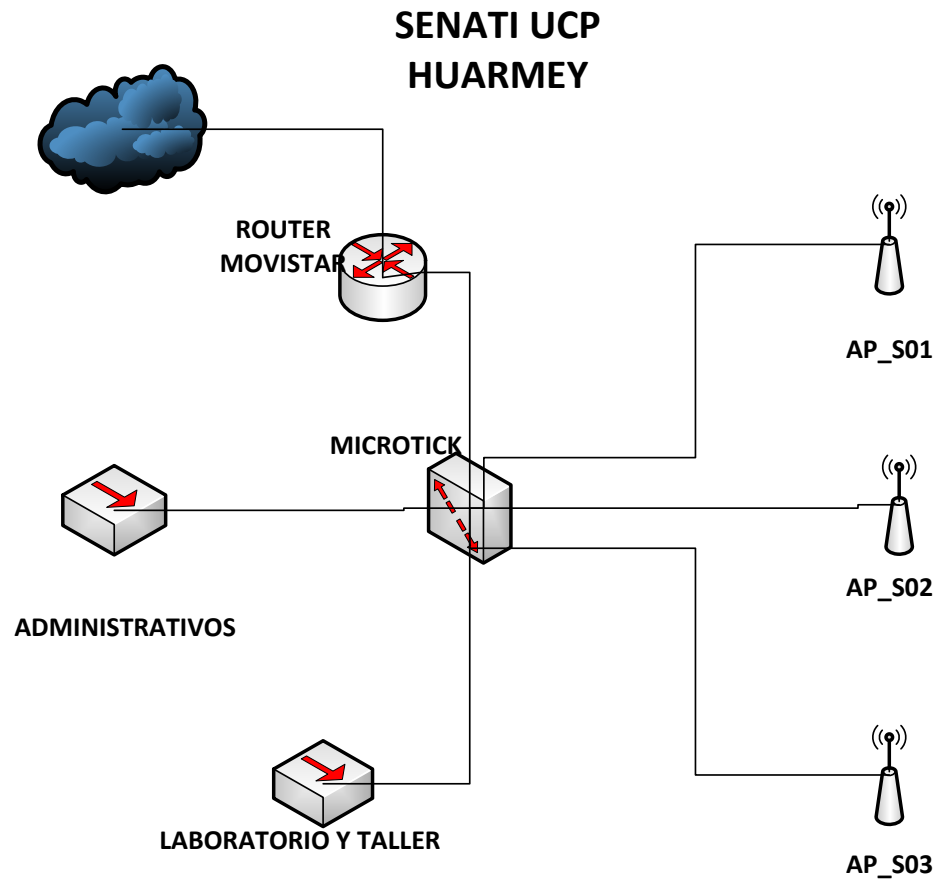 SENATI UCP
HUARMEY
ROUTER
MOVISTAR
AP_S01
MICROTICK
AP_S02
ADMINISTRATIVOS
LABORATORIO Y TALLER
AP_S03